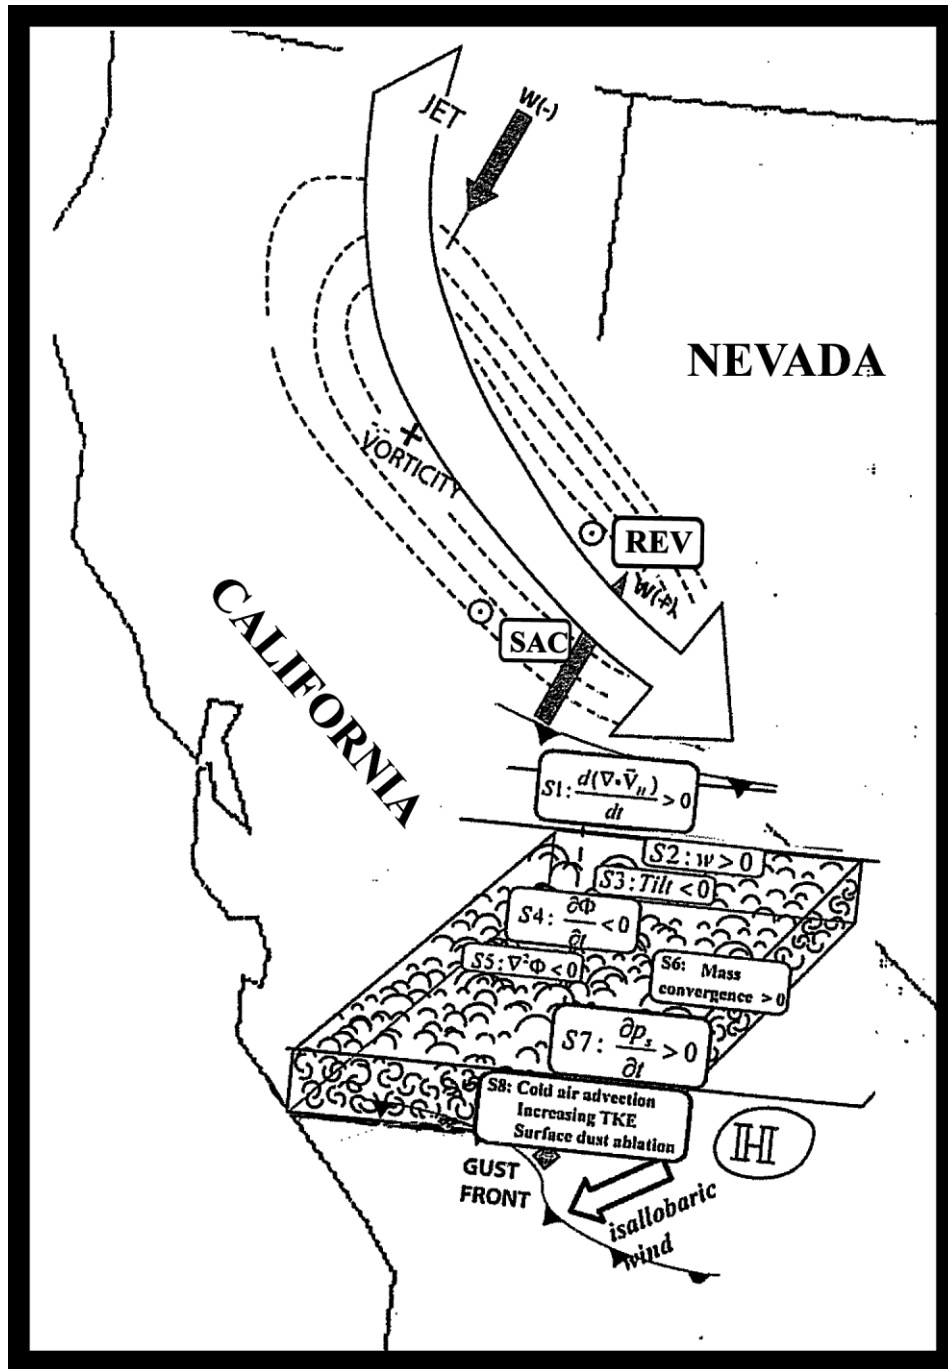 JET
W(-)
NEVADA
+
VORTICITY
REV
W(+)
SAC
CALIFORNIA
S1: d(∇•V̄_H)/dt > 0
S2: w > 0
S3: Tilt < 0
S4: ∂Φ/∂t < 0
S5: ∇²Φ < 0
S6: Mass
convergence > 0
S7: ∂p_s/∂t > 0
S8: Cold air advection
Increasing TKE
Surface dust ablation
H
GUST
FRONT
isallobaric
wind